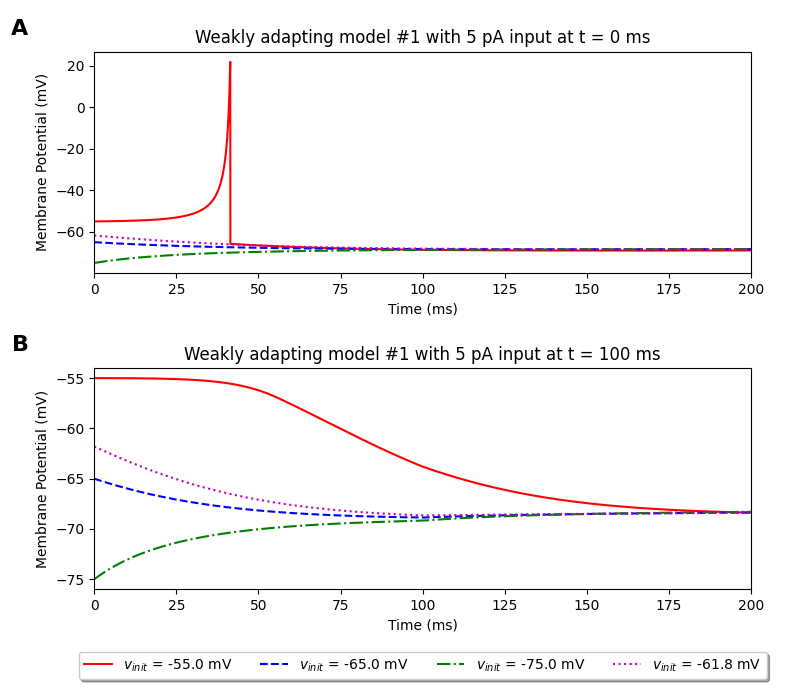 A
Weakly adapting model #1 with 5 pA input at t = 0 ms
Membrane Potential (mV)
20
0
−20
−40
−60
0 25 50 75 100 125 150 175 200
Time (ms)
B
Weakly adapting model #1 with 5 pA input at t = 100 ms
Membrane Potential (mV)
−55
−60
−65
−70
−75
0 25 50 75 100 125 150 175 200
Time (ms)
v_init = -55.0 mV v_init = -65.0 mV v_init = -75.0 mV v_init = -61.8 mV